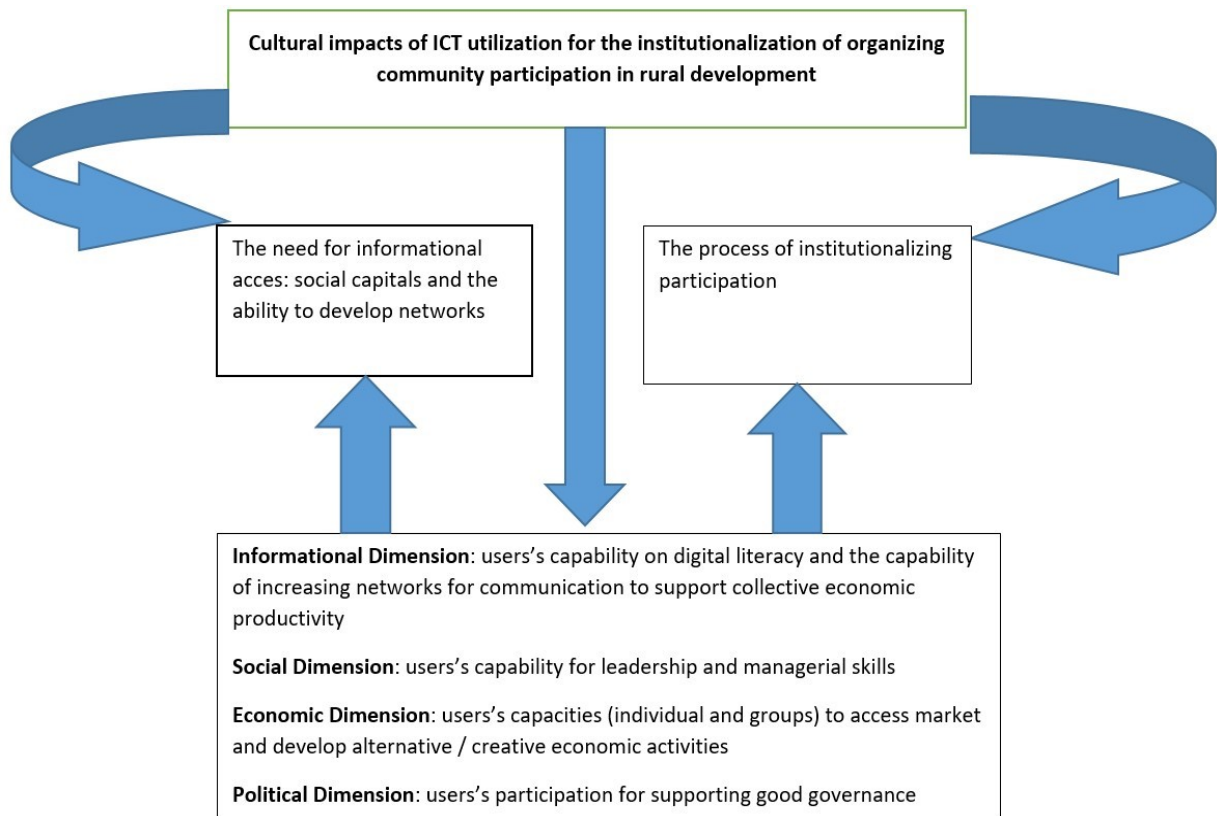 Cultural impacts of ICT utilization for the institutionalization of organizing
community participation in rural development
The need for informational
acces: social capitals and the
ability to develop networks
The process of institutionalizing
participation
Informational Dimension: users's capability on digital literacy and the capability
of increasing networks for communication to support collective economic
productivity
Social Dimension: users's capability for leadership and managerial skills
Economic Dimension: users's capacities (individual and groups) to access market
and develop alternative / creative economic activities
Political Dimension: users's participation for supporting good governance